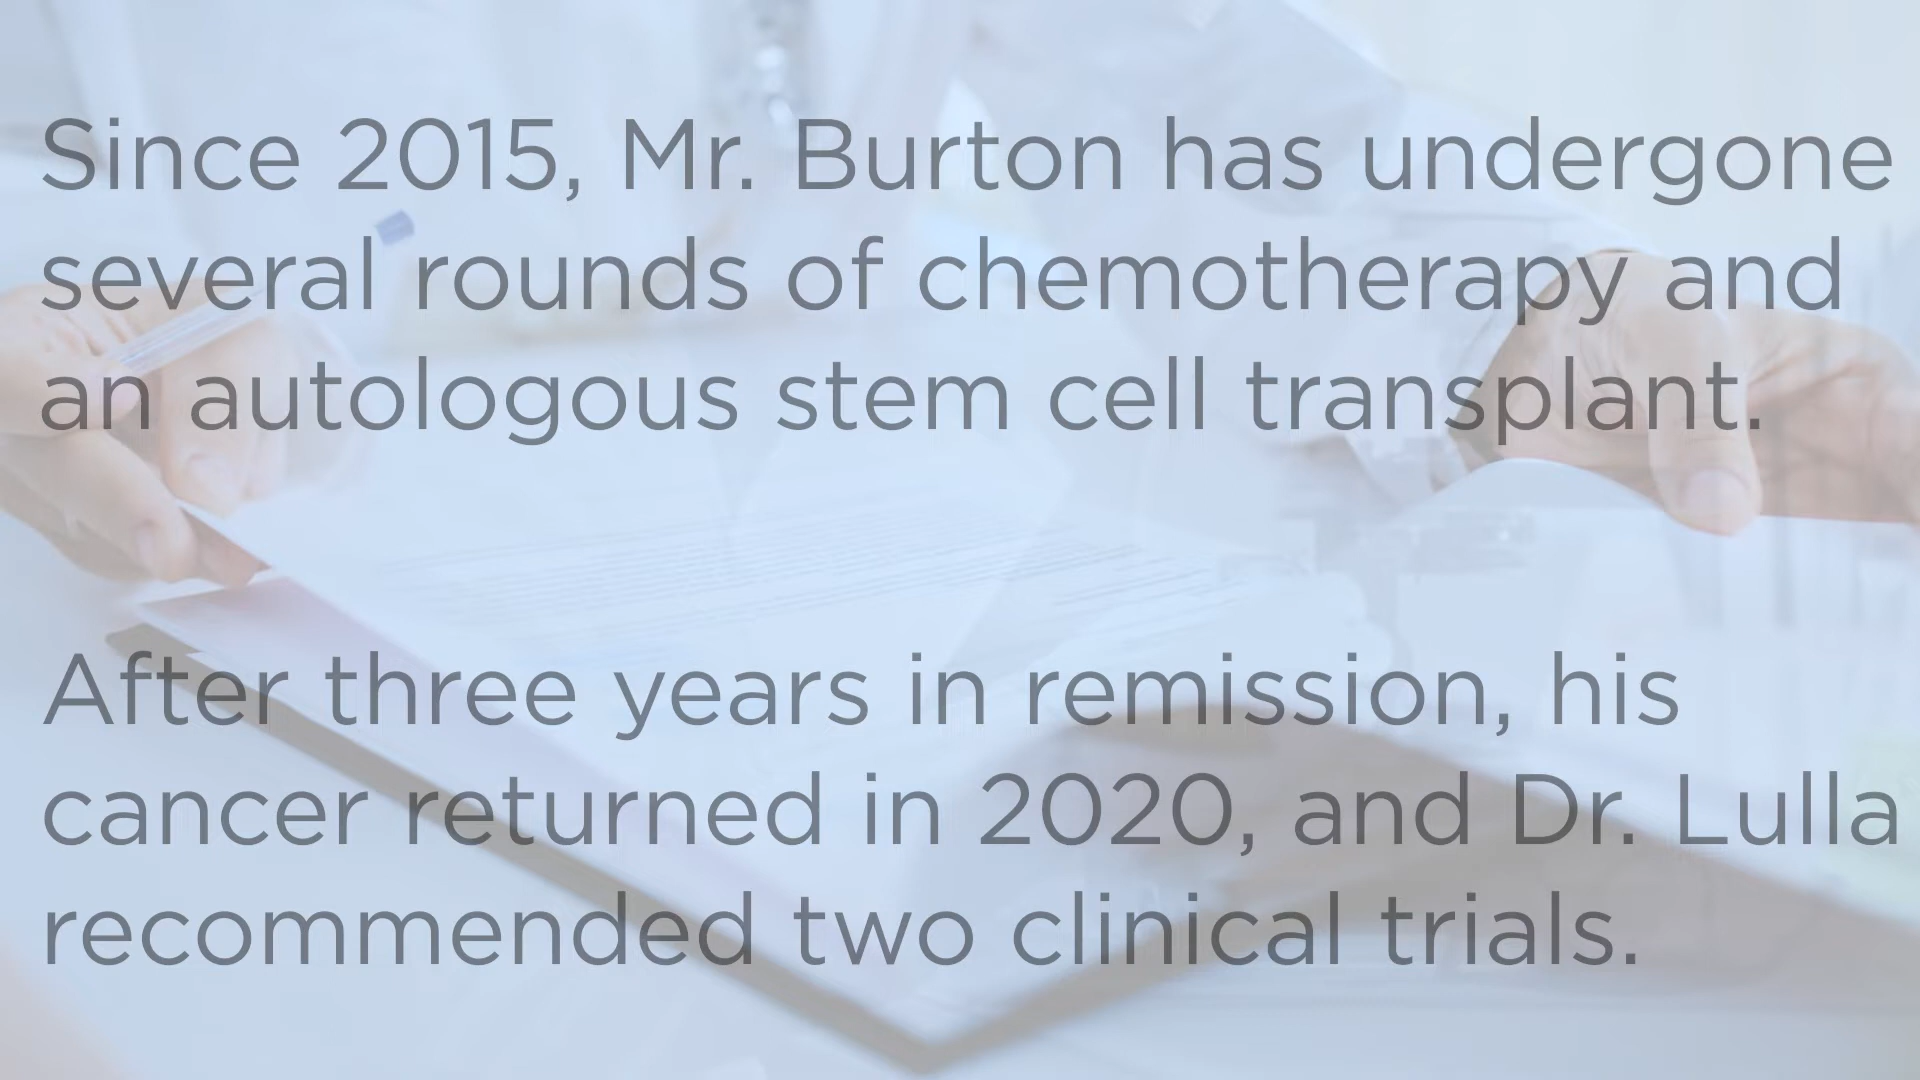 Since 2015, Mr. Burton has undergone
several rounds of chemotherapy and
an autologous stem cell transplant.
After three years in remission, his
cancer returned in 2020, and Dr. Lulla
recommended two clinical trials.